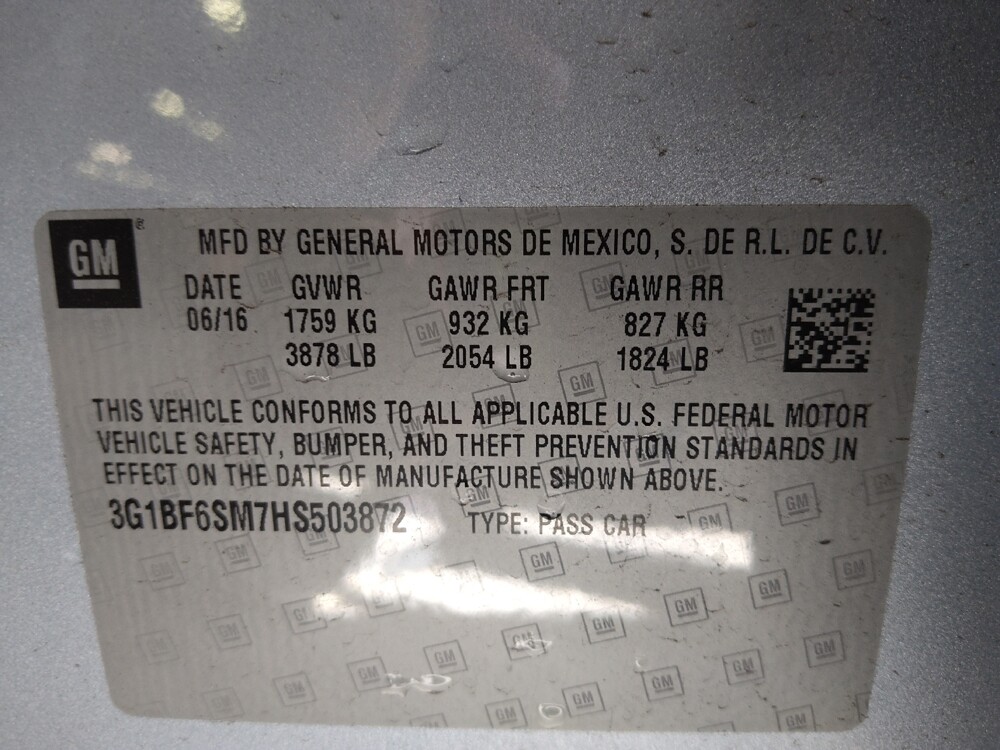 GM ®
MFD BY GENERAL MOTORS DE MEXICO, S. DE R.L. DE C.V.
DATE GVWR GAWR FRT GAWR RR
06/16 1759 KG 932 KG 827 KG
3878 LB 2054 LB 1824 LB
THIS VEHICLE CONFORMS TO ALL APPLICABLE U.S. FEDERAL MOTOR
VEHICLE SAFETY, BUMPER, AND THEFT PREVENTION STANDARDS IN
EFFECT ON THE DATE OF MANUFACTURE SHOWN ABOVE.
3G1BF6SM7HS503872 TYPE: PASS CAR